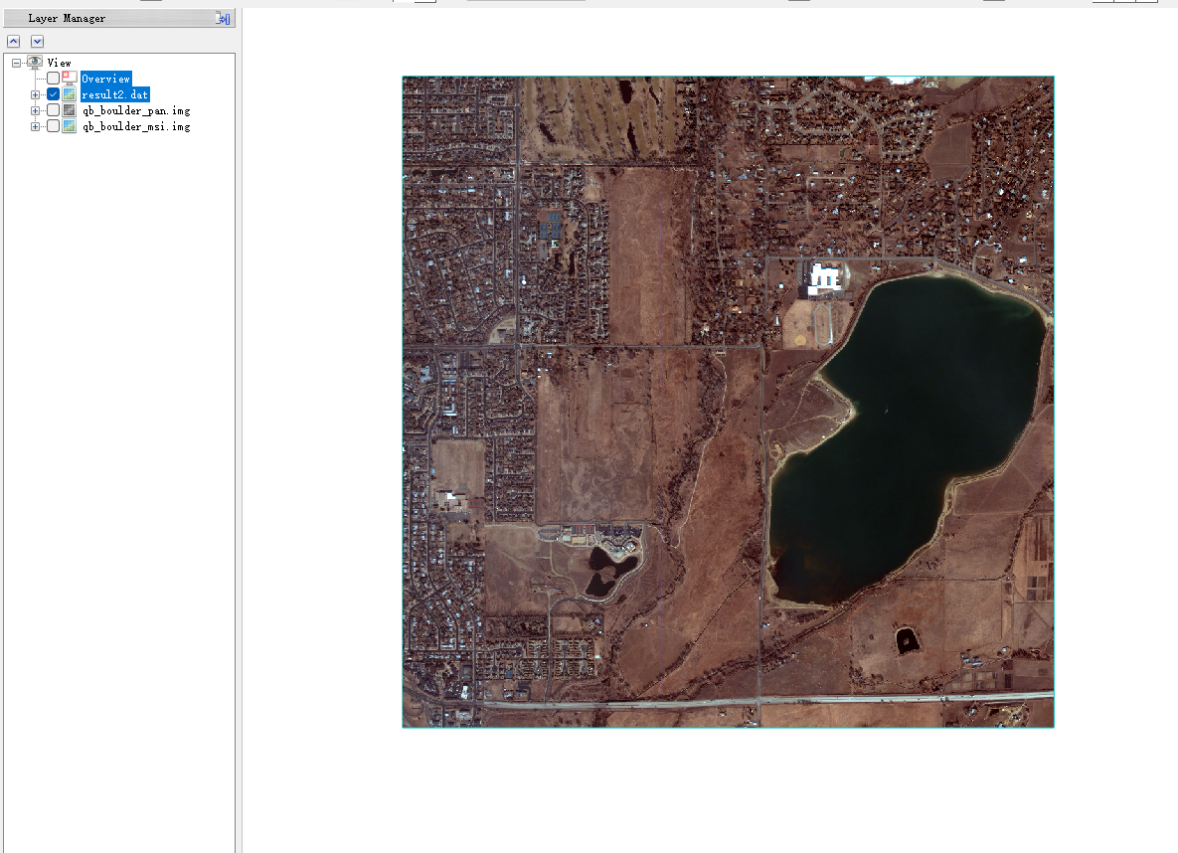 Layer Manager
View
Overview
result2.dat
qb_boulder_pan.img
qb_boulder_msi.img